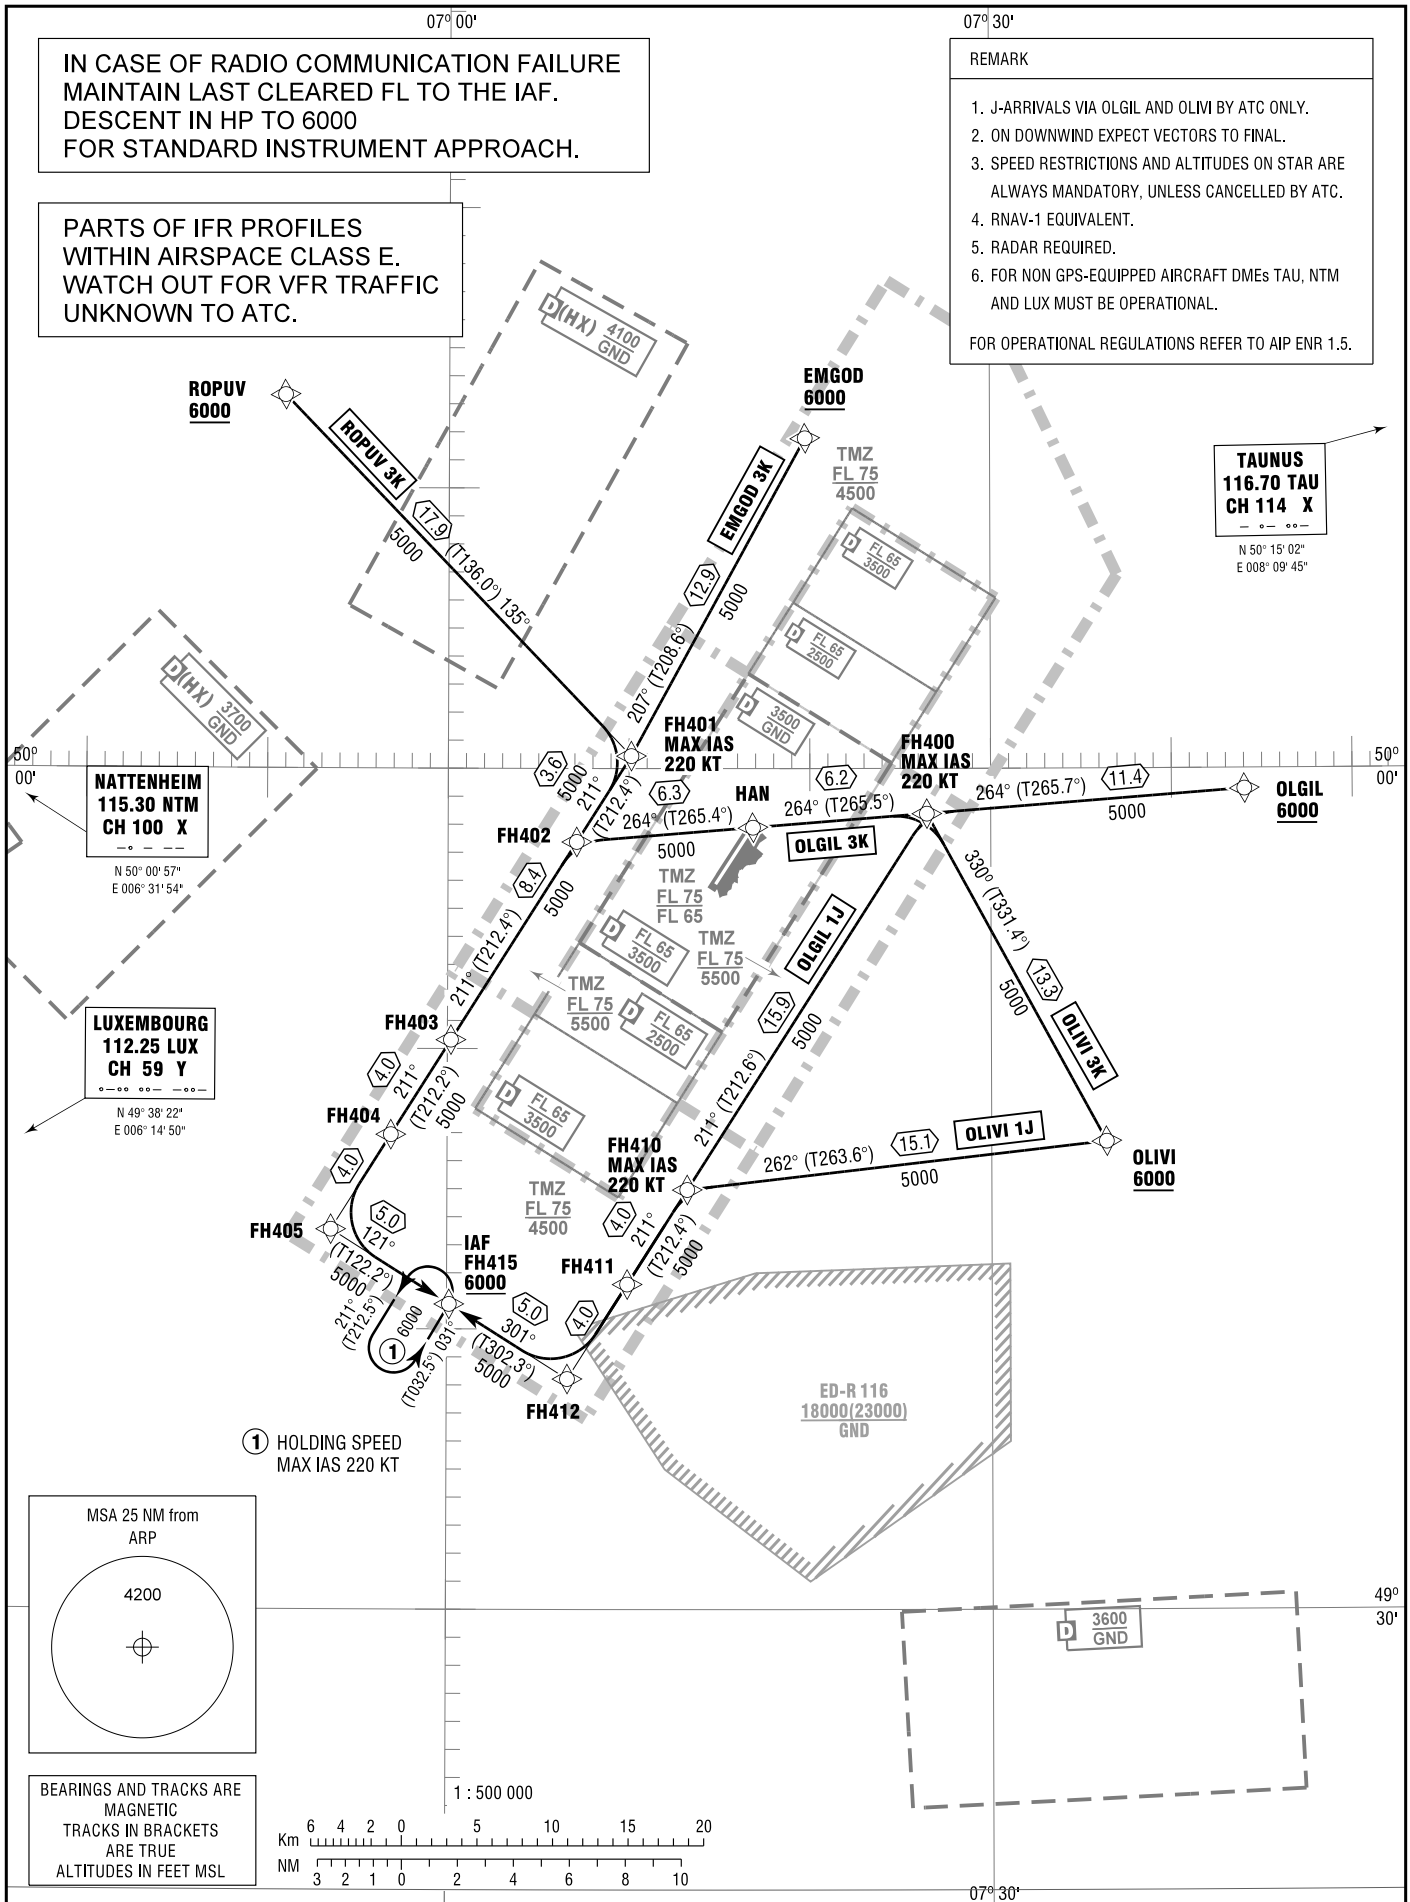 07° 00'
07° 30'
IN CASE OF RADIO COMMUNICATION FAILURE
MAINTAIN LAST CLEARED FL TO THE IAF.
DESCENT IN HP TO 6000
FOR STANDARD INSTRUMENT APPROACH.
PARTS OF IFR PROFILES
WITHIN AIRSPACE CLASS E.
WATCH OUT FOR VFR TRAFFIC
UNKNOWN TO ATC.
REMARK
1. J-ARRIVALS VIA OLGIL AND OLIVI BY ATC ONLY.
2. ON DOWNWIND EXPECT VECTORS TO FINAL.
3. SPEED RESTRICTIONS AND ALTITUDES ON STAR ARE
ALWAYS MANDATORY, UNLESS CANCELLED BY ATC.
4. RNAV-1 EQUIVALENT.
5. RADAR REQUIRED.
6. FOR NON GPS-EQUIPPED AIRCRAFT DMEs TAU, NTM
AND LUX MUST BE OPERATIONAL.
FOR OPERATIONAL REGULATIONS REFER TO AIP ENR 1.5.
D(HX) 4100
GND
ROPUV
6000
EMGOD
6000
ROPUV 3K
17.9
5000
(T136.0°) 135°
EMGOD 3K
12.9
5000
207° (T208.6°)
TMZ
FL 75
4500
TAUNUS
116.70 TAU
CH 114 X
N 50° 15' 02"
E 008° 09' 45"
D
FL 65
3500
D
FL 65
2500
D
3500
GND
D(HX) 3700
GND
50°
00'
50°
00'
NATTENHEIM
115.30 NTM
CH 100 X
N 50° 00' 57"
E 006° 31' 54"
FH401
MAX IAS
220 KT
FH400
MAX IAS
220 KT
3.6
5000
211°
(T212.4°)
6.3
264° (T265.4°)
5000
HAN
6.2
264° (T265.5°)
OLGIL 3K
11.4
264° (T265.7°)
5000
OLGIL
6000
FH402
8.4
5000
211° (T212.4°)
TMZ
FL 75
FL 65
D
FL 65
3500
TMZ
FL 75
5500
TMZ
FL 75
5500
D
FL 65
2500
OLGIL 1J
15.9
5000
211° (T212.6°)
330° (T331.4°)
13.3
5000
OLIVI 3K
LUXEMBOURG
112.25 LUX
CH 59 Y
N 49° 38' 22"
E 006° 14' 50"
FH403
4.0
211°
(T212.2°)
5000
D
FL 65
3500
FH404
4.0
FH410
MAX IAS
220 KT
262° (T263.6°)
15.1
5000
OLIVI 1J
OLIVI
6000
TMZ
FL 75
4500
FH405
5.0
121°
(T122.2°)
5000
IAF
FH415
6000
4.0
211°
(T212.4°)
5000
FH411
211°
(T212.5°)
6000
1
(T032.5°) 031°
5.0
301°
(T302.3°)
5000
4.0
FH412
ED-R 116
18000(23000)
GND
1 HOLDING SPEED
MAX IAS 220 KT
MSA 25 NM from
ARP
4200
49°
30'
D
3600
GND
BEARINGS AND TRACKS ARE
MAGNETIC
TRACKS IN BRACKETS
ARE TRUE
ALTITUDES IN FEET MSL
1 : 500 000
Km 6 4 2 0 5 10 15 20
NM 3 2 1 0 2 4 6 8 10
07° 30'